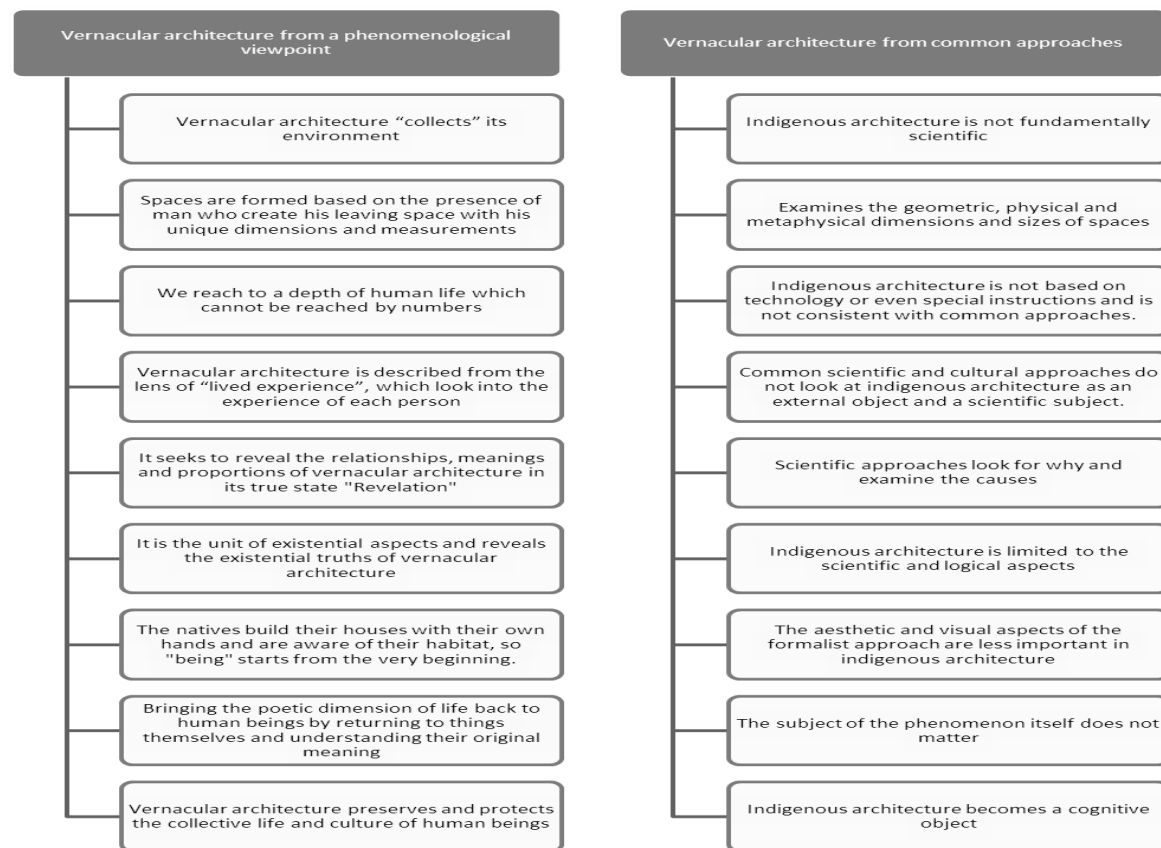 Vernacular architecture from a phenomenological
viewpoint
Vernacular architecture “collects” its
environment
Spaces are formed based on the presence of
man who create his leaving space with his
unique dimensions and measurements
We reach to a depth of human life which
cannot be reached by numbers
Vernacular architecture is described from the
lens of “lived experience”, which look into the
experience of each person
It seeks to reveal the relationships, meanings
and proportions of vernacular architecture in
its true state "Revelation"
It is the unit of existential aspects and reveals
the existential truths of vernacular
architecture
The natives build their houses with their own
hands and are aware of their habitat, so
"being" starts from the very beginning.
Bringing the poetic dimension of life back to
human beings by returning to things
themselves and understanding their original
meaning
Vernacular architecture preserves and protects
the collective life and culture of human beings
Vernacular architecture from common approaches
Indigenous architecture is not fundamentally
scientific
Examines the geometric, physical and
metaphysical dimensions and sizes of spaces
Indigenous architecture is not based on
technology or even special instructions and is
not consistent with common approaches.
Common scientific and cultural approaches do
not look at indigenous architecture as an
external object and a scientific subject.
Scientific approaches look for why and
examine the causes
Indigenous architecture is limited to the
scientific and logical aspects
The aesthetic and visual aspects of the
formalist approach are less important in
indigenous architecture
The subject of the phenomenon itself does not
matter
Indigenous architecture becomes a cognitive
object